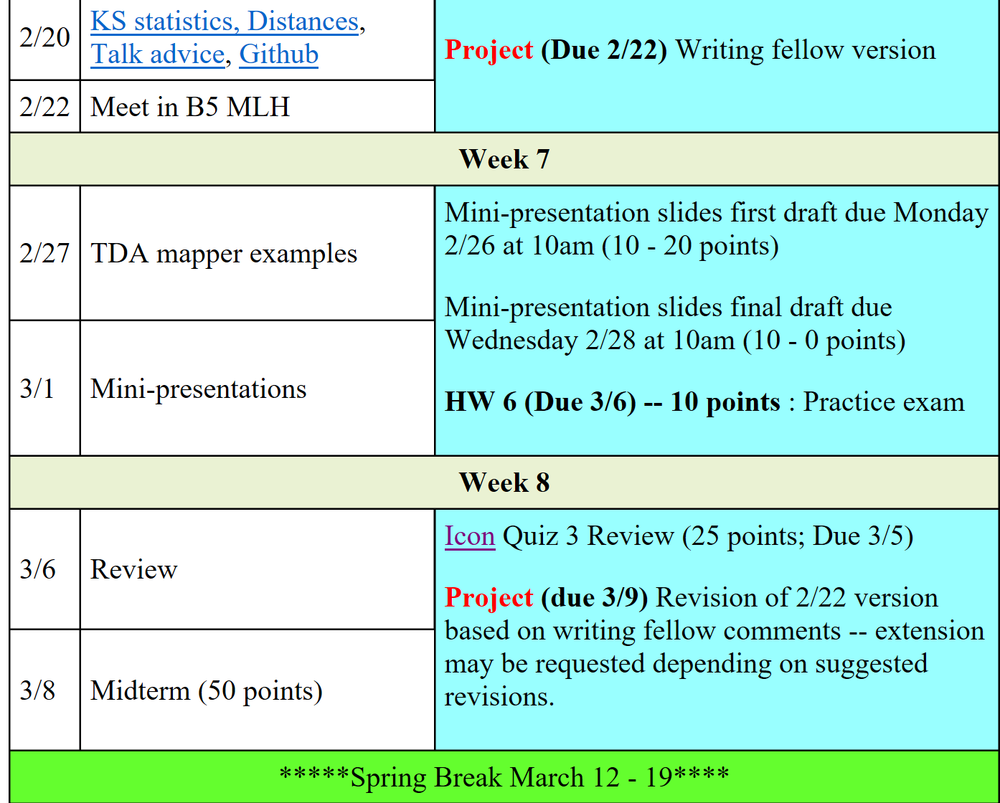 2/20
KS statistics, Distances,
Talk advice, Github
Project (Due 2/22) Writing fellow version
2/22
Meet in B5 MLH
Week 7
2/27
TDA mapper examples
Mini-presentation slides first draft due Monday
2/26 at 10am (10 - 20 points)
Mini-presentation slides final draft due
Wednesday 2/28 at 10am (10 - 0 points)
3/1
Mini-presentations
HW 6 (Due 3/6) -- 10 points : Practice exam
Week 8
3/6
Review
Icon Quiz 3 Review (25 points; Due 3/5)
Project (due 3/9) Revision of 2/22 version
based on writing fellow comments -- extension
may be requested depending on suggested
revisions.
3/8
Midterm (50 points)
*****Spring Break March 12 - 19****